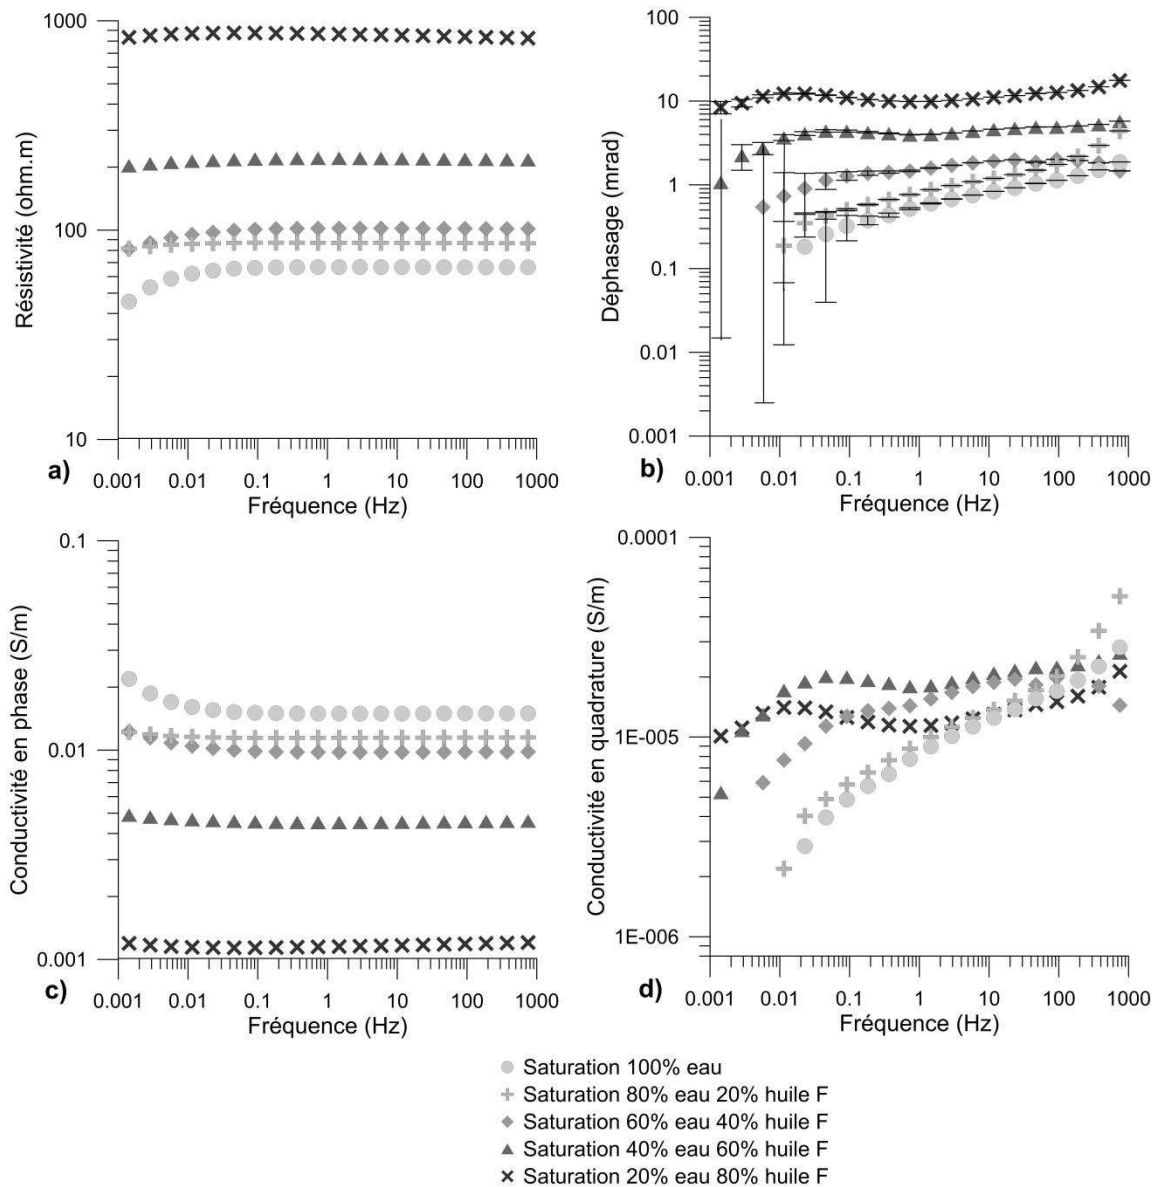 1000
100
10
Résistivité (ohm.m)
a)
0.001 0.01 0.1 1 10 100 1000
Fréquence (Hz)
100
10
1
0.1
0.01
0.001
Déphasage (mrad)
b)
0.001 0.01 0.1 1 10 100 1000
Fréquence (Hz)
0.1
0.01
0.001
Conductivité en phase (S/m)
c)
0.001 0.01 0.1 1 10 100 1000
Fréquence (Hz)
0.0001
1E-005
1E-006
Conductivité en quadrature (S/m)
d)
0.001 0.01 0.1 1 10 100 1000
Fréquence (Hz)
Saturation 100% eau
Saturation 80% eau 20% huile F
Saturation 60% eau 40% huile F
Saturation 40% eau 60% huile F
Saturation 20% eau 80% huile F